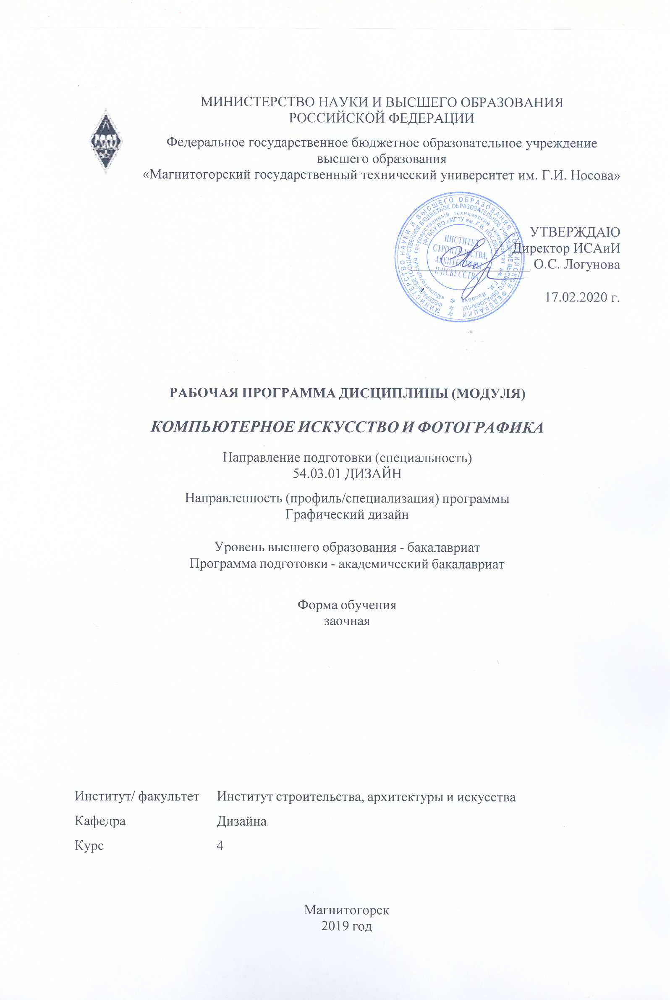 МИНИСТЕРСТВО НАУКИ И ВЫСШЕГО ОБРАЗОВАНИЯ
РОССИЙСКОЙ ФЕДЕРАЦИИ
Федеральное государственное бюджетное образовательное учреждение
высшего образования
«Магнитогорский государственный технический университет им. Г.И. Носова»
УТВЕРЖДАЮ
Директор ИСАиИ
О.С. Логунова
17.02.2020 г.
МИНИСТЕРСТВО НАУКИ И ВЫСШЕГО ОБРАЗОВАНИЯ РОССИЙСКОЙ ФЕДЕРАЦИИ
ФЕДЕРАЛЬНОЕ ГОСУДАРСТВЕННОЕ БЮДЖЕТНОЕ ОБРАЗОВАТЕЛЬНОЕ УЧРЕЖДЕНИЕ ВЫСШЕГО ОБРАЗОВАНИЯ
«Магнитогорский государственный технический университет им. Г.И. Носова»
(ФГБОУ ВО «МГТУ им. Г.И. НОСОВА»)
ИНСТИТУТ
СТРОИТЕЛЬСТВА,
АРХИТЕКТУРЫ
И ИСКУССТВА
РАБОЧАЯ ПРОГРАММА ДИСЦИПЛИНЫ (МОДУЛЯ)
КОМПЬЮТЕРНОЕ ИСКУССТВО И ФОТОГРАФИКА
Направление подготовки (специальность)
54.03.01 ДИЗАЙН
Направленность (профиль/специализация) программы
Графический дизайн
Уровень высшего образования - бакалавриат
Программа подготовки - академический бакалавриат
Форма обучения
заочная
Институт/ факультет Институт строительства, архитектуры и искусства
Кафедра Дизайна
Курс 4
Магнитогорск
2019 год